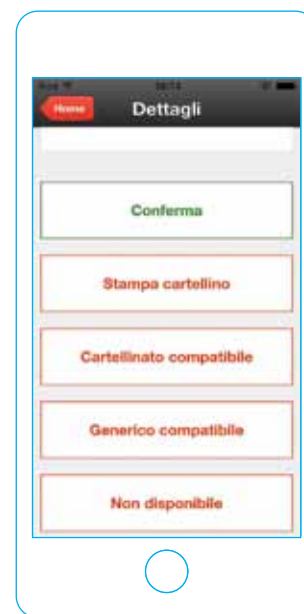 Home
Dettagli
Conferma
Stampa cartellino
Cartellinato compatibile
Generico compatibile
Non disponibile